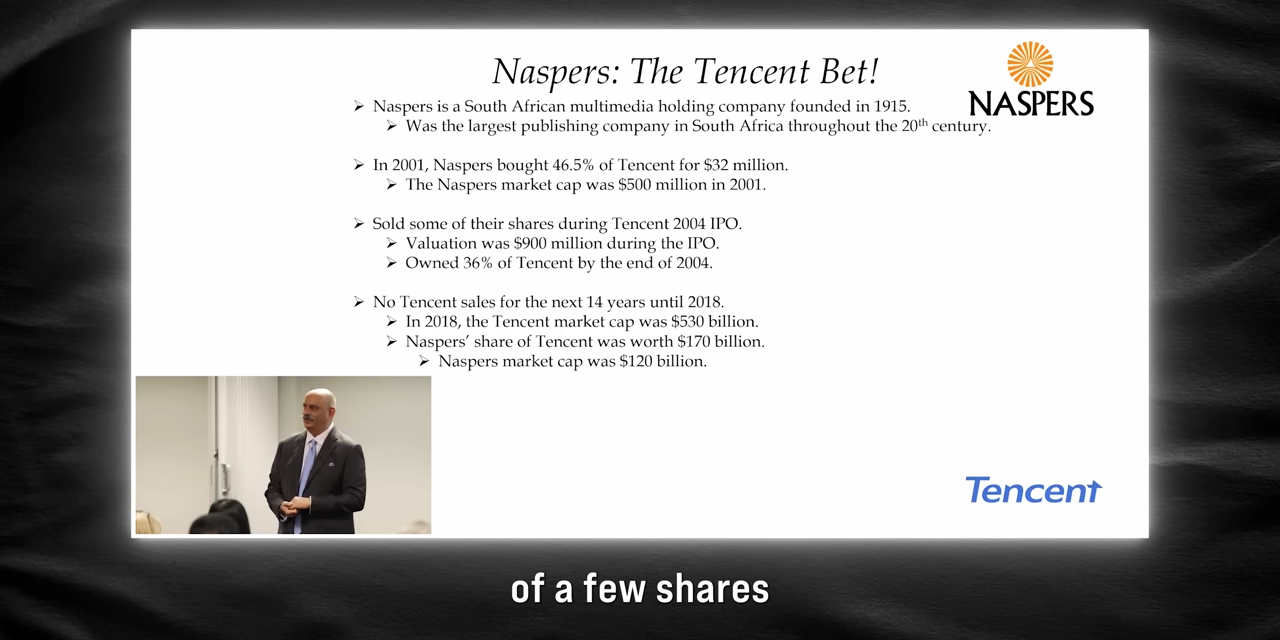 Naspers: The Tencent Bet!
NASPERS
➢ Naspers is a South African multimedia holding company founded in 1915.
➢ Was the largest publishing company in South Africa throughout the 20th century.
➢ In 2001, Naspers bought 46.5% of Tencent for $32 million.
➢ The Naspers market cap was $500 million in 2001.
➢ Sold some of their shares during Tencent 2004 IPO.
➢ Valuation was $900 million during the IPO.
➢ Owned 36% of Tencent by the end of 2004.
➢ No Tencent sales for the next 14 years until 2018.
➢ In 2018, the Tencent market cap was $530 billion.
➢ Naspers’ share of Tencent was worth $170 billion.
➢ Naspers market cap was $120 billion.
Tencent
of a few shares